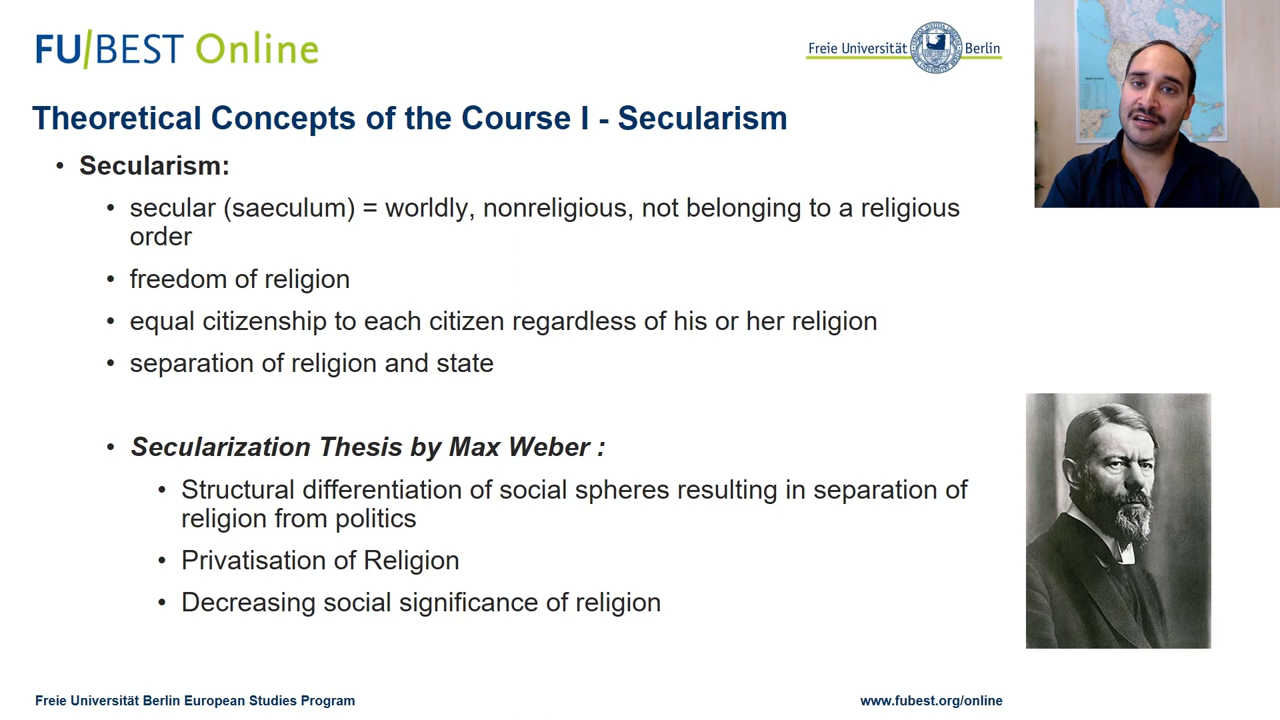 FU/BEST Online
Freie Universität Berlin
Theoretical Concepts of the Course I - Secularism
• Secularism:
• secular (saeculum) = worldly, nonreligious, not belonging to a religious
order
• freedom of religion
• equal citizenship to each citizen regardless of his or her religion
• separation of religion and state
• Secularization Thesis by Max Weber :
• Structural differentiation of social spheres resulting in separation of
religion from politics
• Privatisation of Religion
• Decreasing social significance of religion
Freie Universität Berlin European Studies Program
www.fubest.org/online